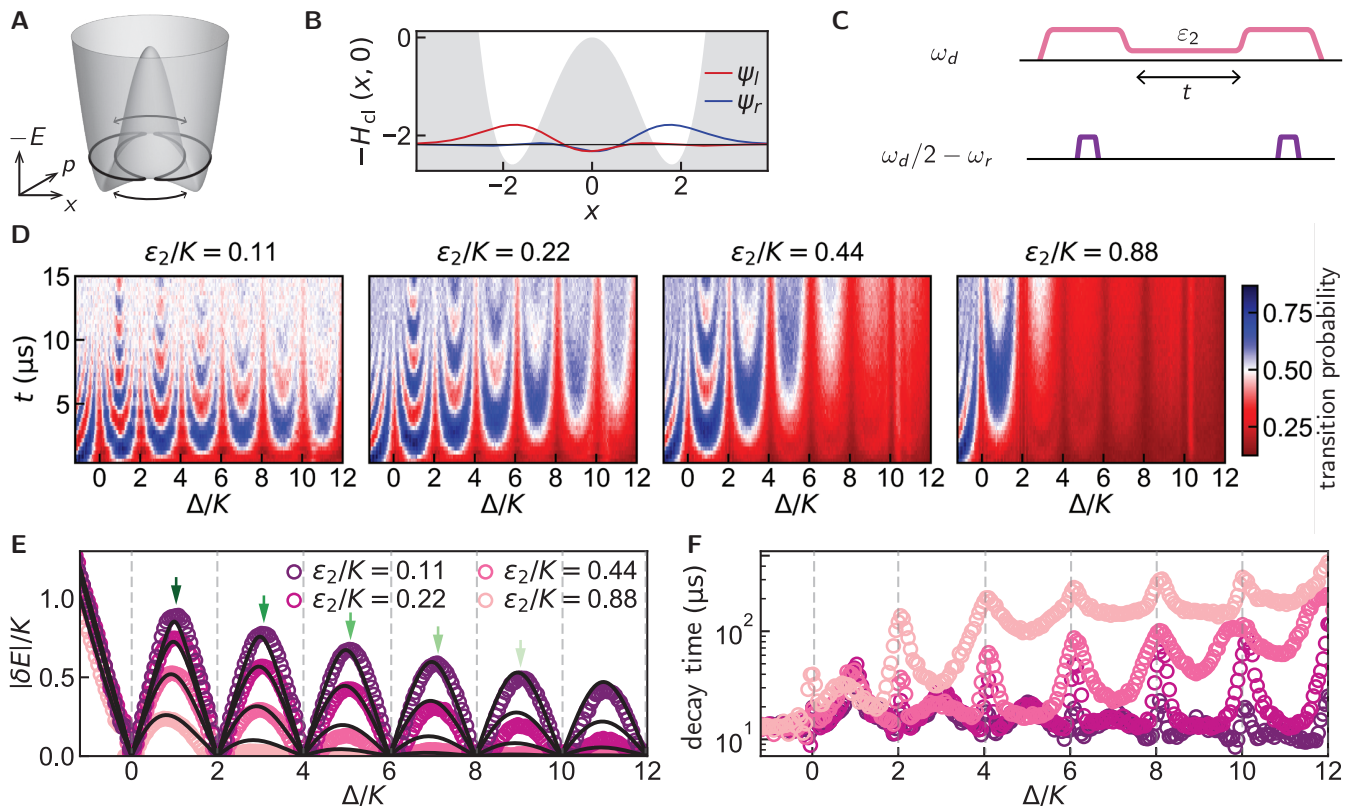 A
−E
p
x
B
−H_cl (x, 0)
0
−2
ψ_l
ψ_r
−2
0
2
x
C
ω_d
ε_2
t
ω_d/2 − ω_r
D
ε_2/K = 0.11
ε_2/K = 0.22
ε_2/K = 0.44
ε_2/K = 0.88
t (μs)
15
10
5
0 2 4 6 8 10 12
0 2 4 6 8 10 12
0 2 4 6 8 10 12
0 2 4 6 8 10 12
Δ/K
Δ/K
Δ/K
Δ/K
0.75
0.50
0.25
transition probability
E
|δE|/K
1.0
0.5
0.0
ε_2/K = 0.11
ε_2/K = 0.44
ε_2/K = 0.22
ε_2/K = 0.88
0 2 4 6 8 10 12
Δ/K
F
decay time (μs)
10^2
10^1
0 2 4 6 8 10 12
Δ/K